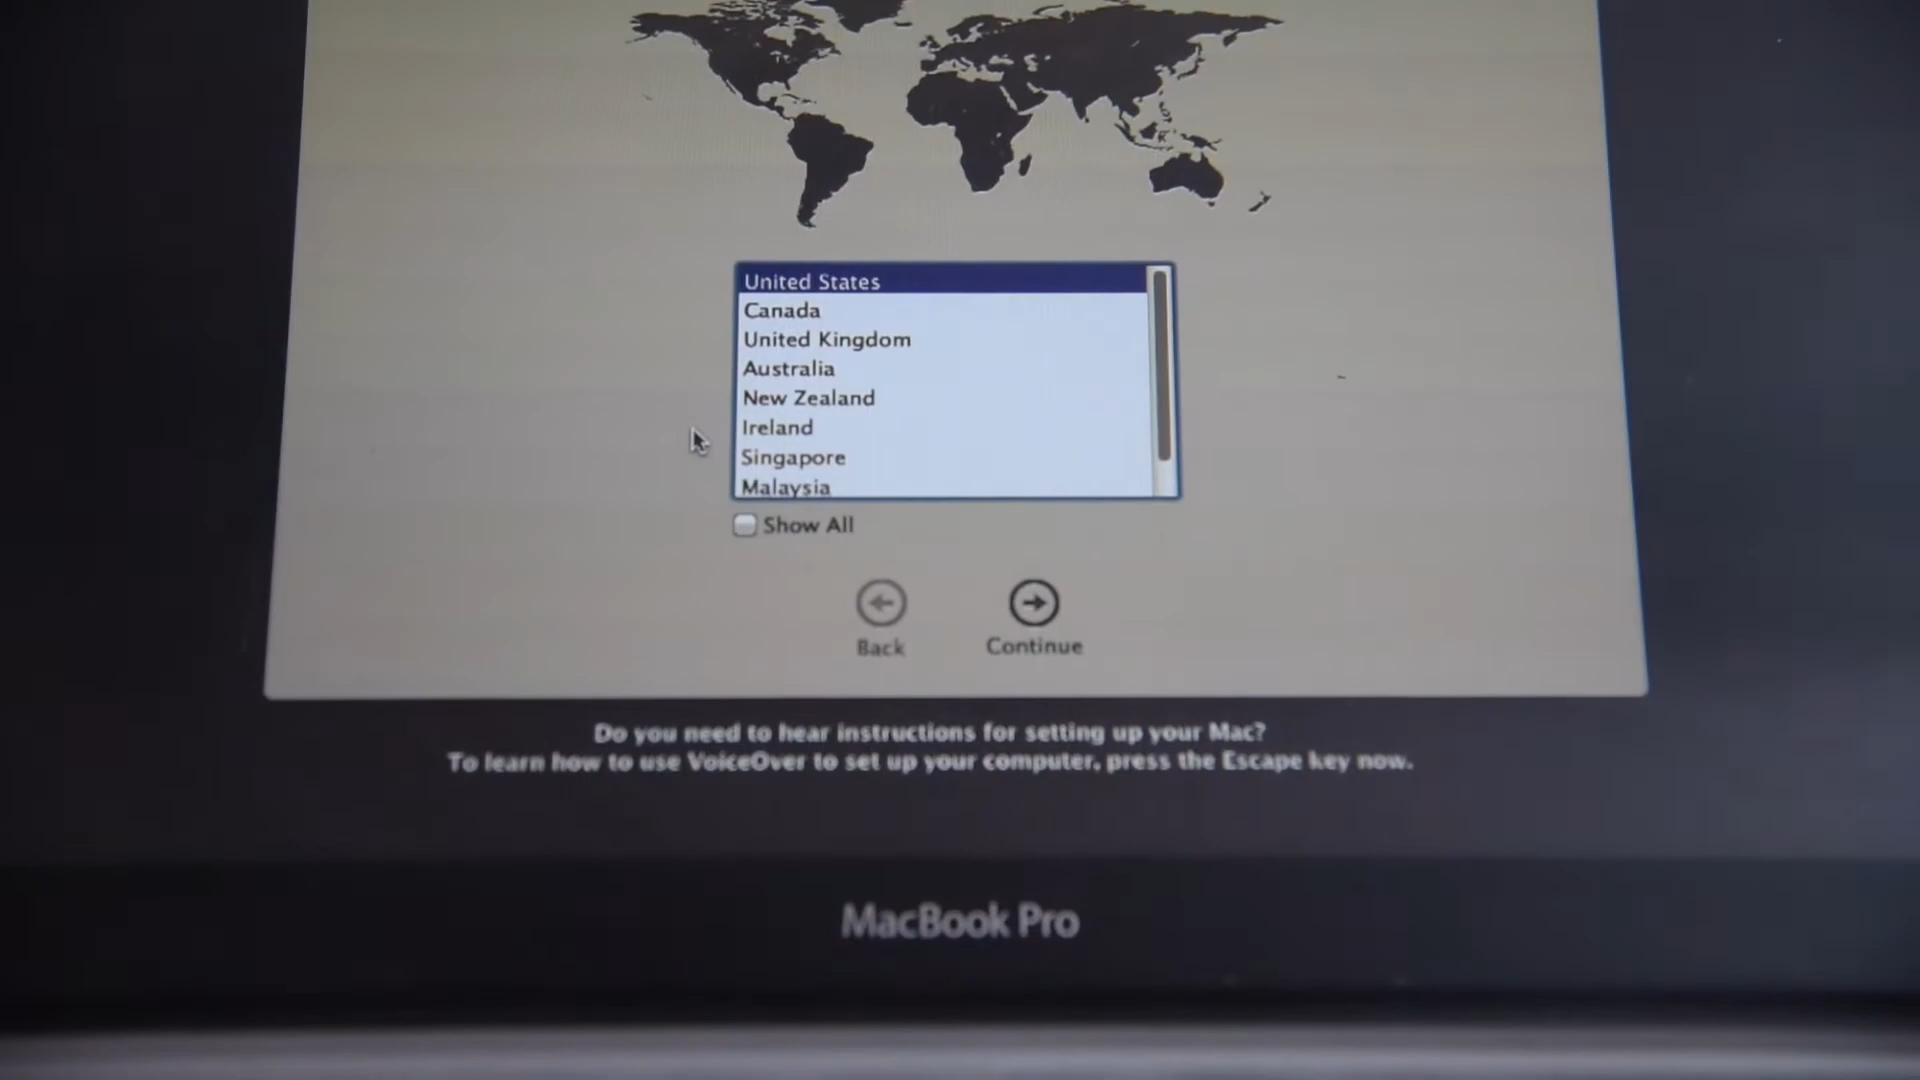 United States
Canada
United Kingdom
Australia
New Zealand
Ireland
Singapore
Malaysia
Show All
Back
Continue
Do you need to hear instructions for setting up your Mac?
To learn how to use VoiceOver to set up your computer, press the Escape key now.
MacBook Pro